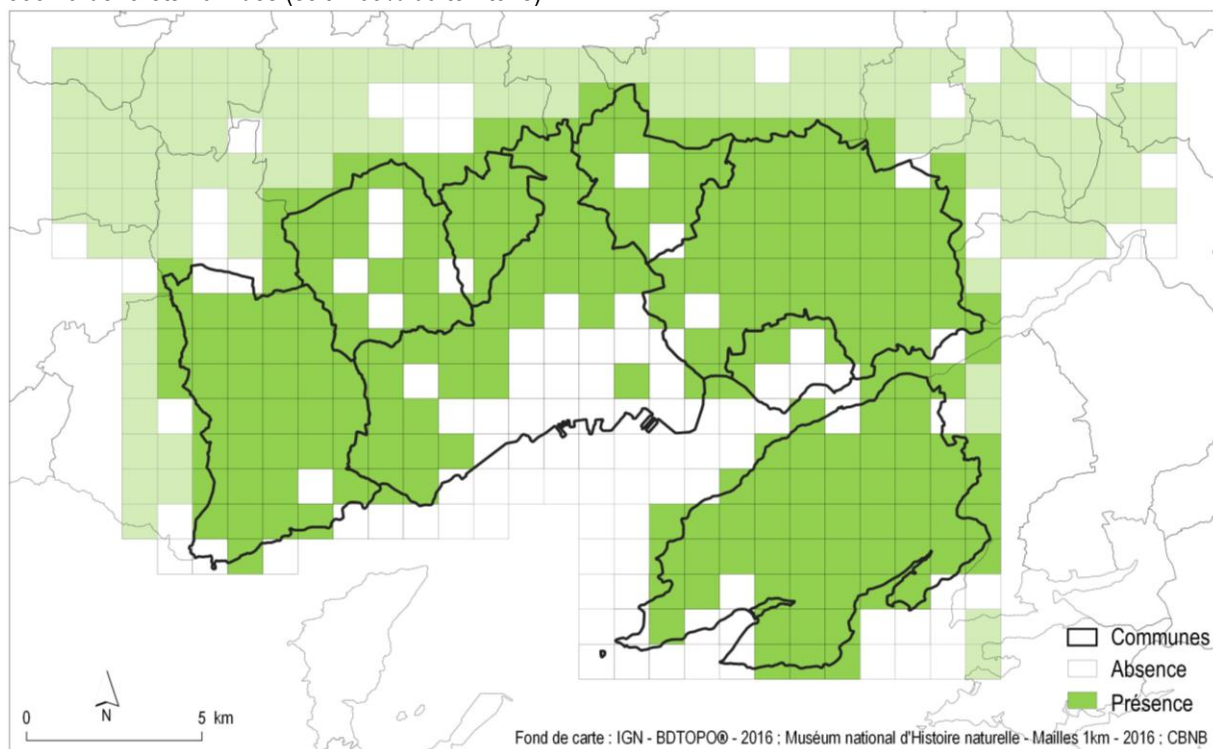 Communes
Absence
Présence
N
0 5 km
Fond de carte : IGN - BDTOPO® - 2016 ; Muséum national d'Histoire naturelle - Mailles 1km - 2016 ; CBNB